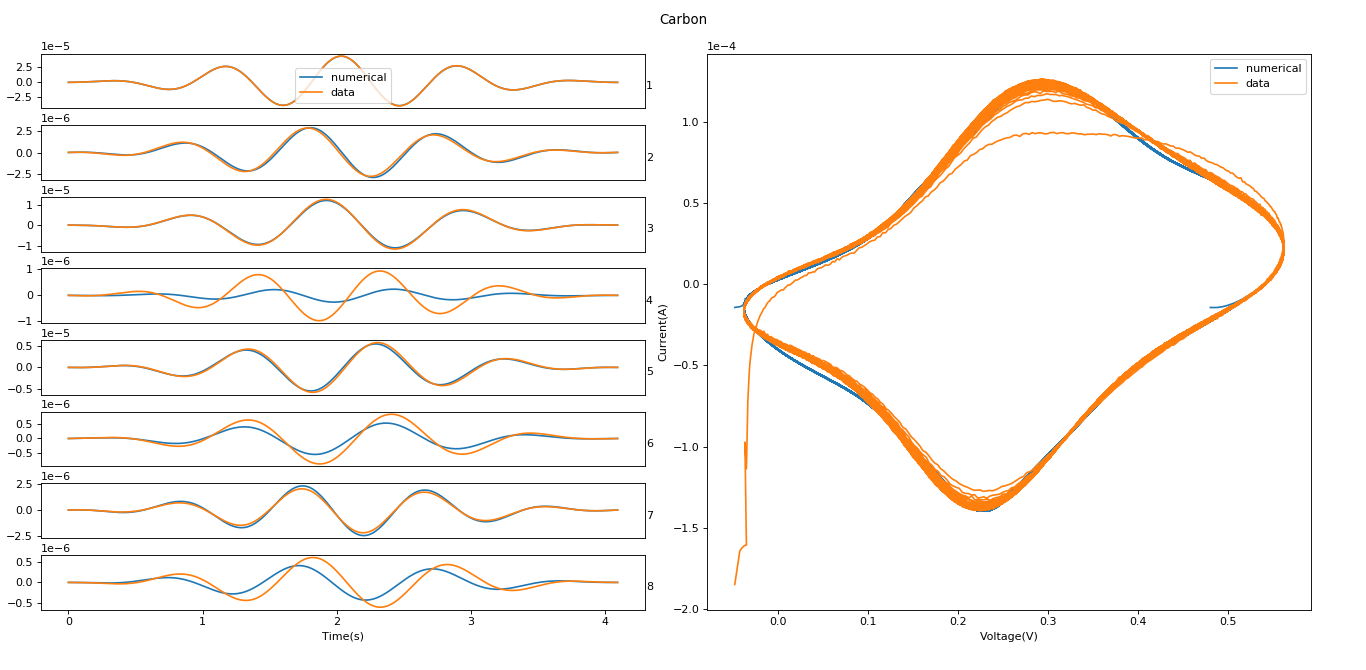 Carbon
1e−5
2.5
0.0
−2.5
numerical
data
1
1e−6
2.5
0.0
−2.5
2
1e−5
1
0
−1
3
1e−6
1
0
−1
4
1e−5
0.5
0.0
−0.5
5
1e−6
0.5
0.0
−0.5
6
1e−6
2.5
0.0
−2.5
7
1e−6
0.5
0.0
−0.5
8
0 1 2 3 4
Time(s)
1e−4
numerical
data
1.0
0.5
0.0
−0.5
−1.0
−1.5
−2.0
Current(A)
0.0 0.1 0.2 0.3 0.4 0.5
Voltage(V)